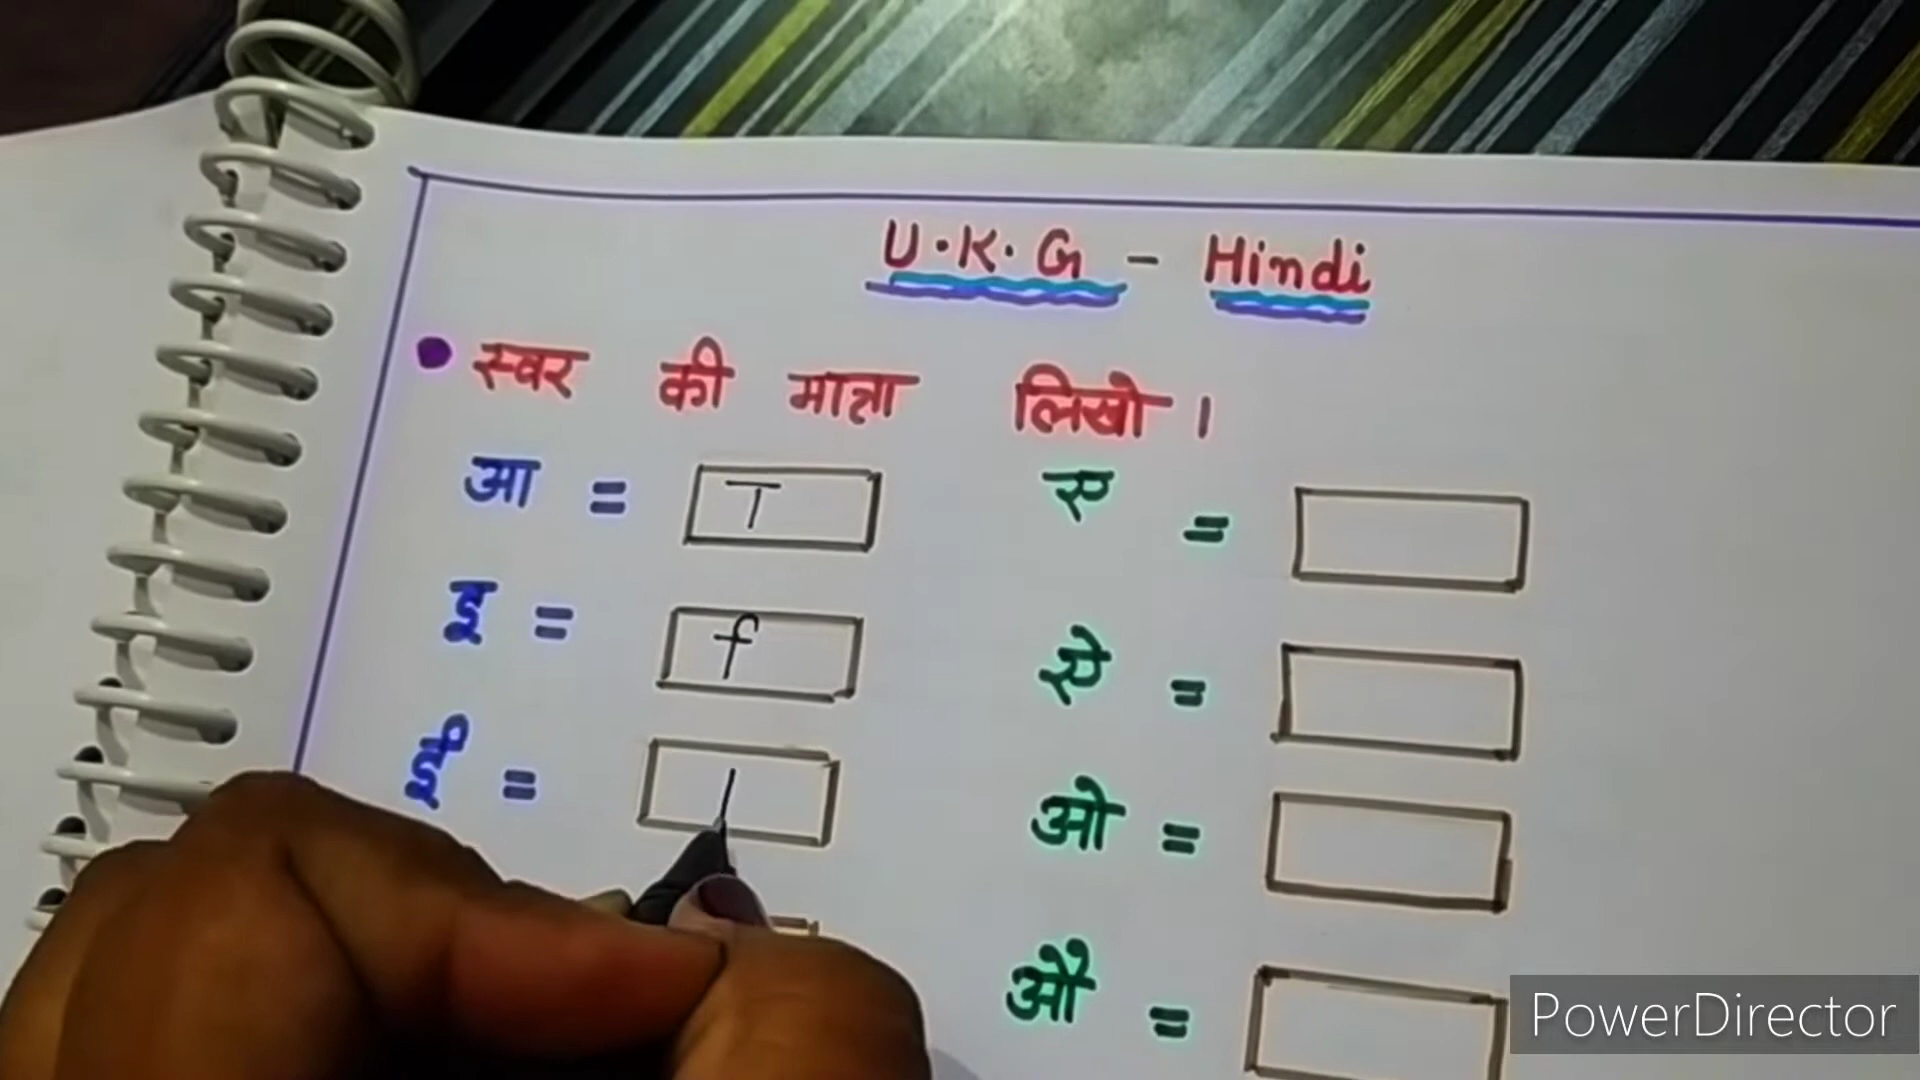 U.K.G - Hindi
• स्वर की मात्रा लिखो ।
आ = ा
इ = ि
ई =
ए =
ऐ =
ओ =
औ =
PowerDirector